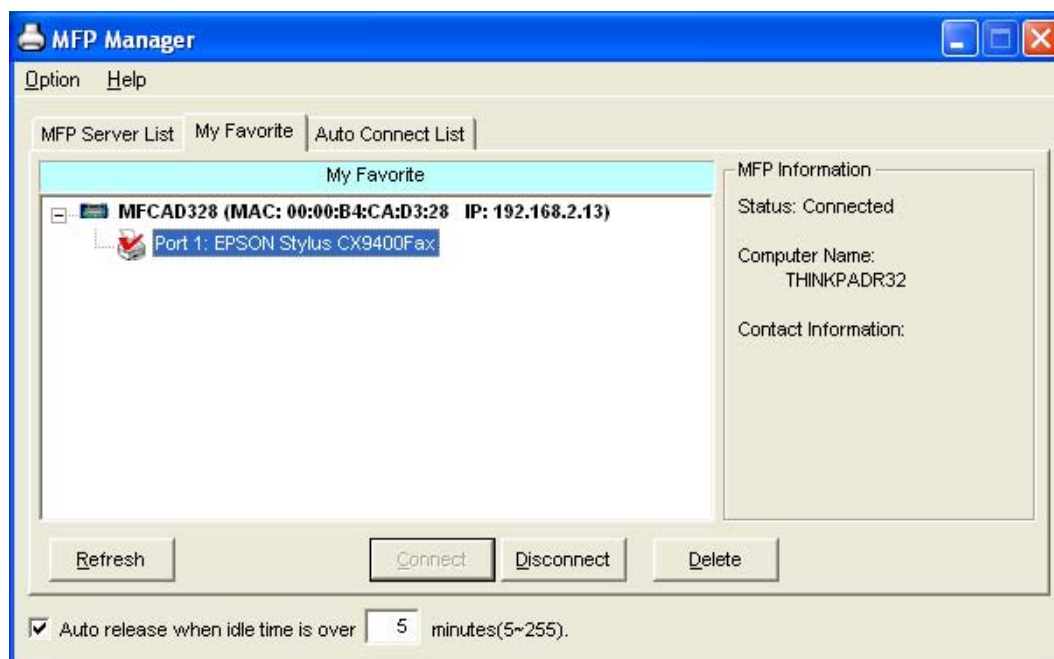 MFP Manager
Option Help
MFP Server List My Favorite Auto Connect List
My Favorite
MFCAD328 (MAC: 00:00:B4:CA:D3:28 IP: 192.168.2.13)
Port 1: EPSON Stylus CX9400Fax
MFP Information
Status: Connected
Computer Name:
THINKPADR32
Contact Information:
Refresh Connect Disconnect Delete
Auto release when idle time is over 5 minutes(5~255).